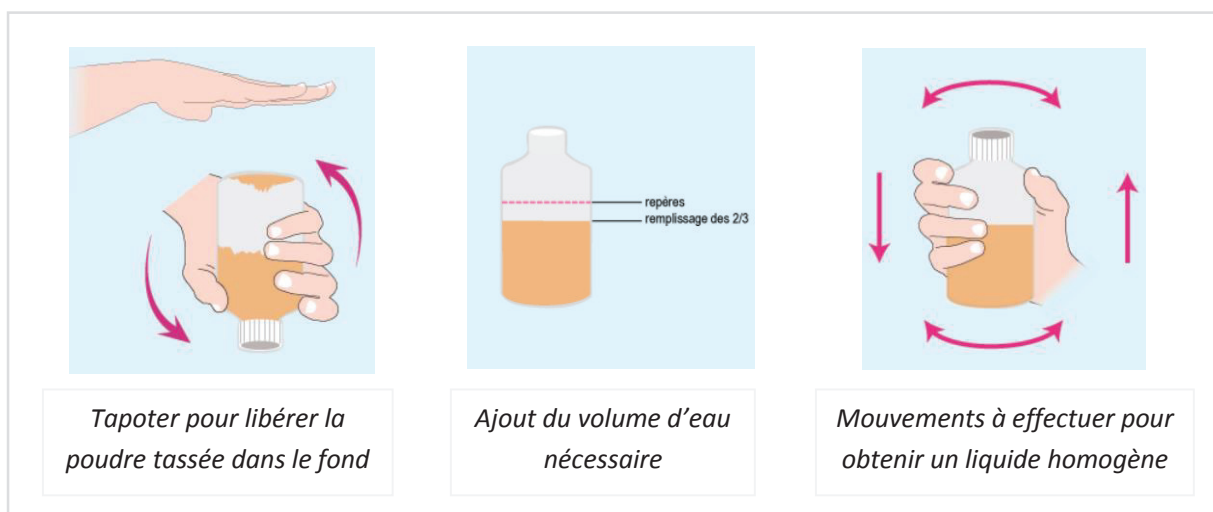 repères
remplissage des 2/3
Tapoter pour libérer la
poudre tassée dans le fond
Ajout du volume d’eau
nécessaire
Mouvements à effectuer pour
obtenir un liquide homogène